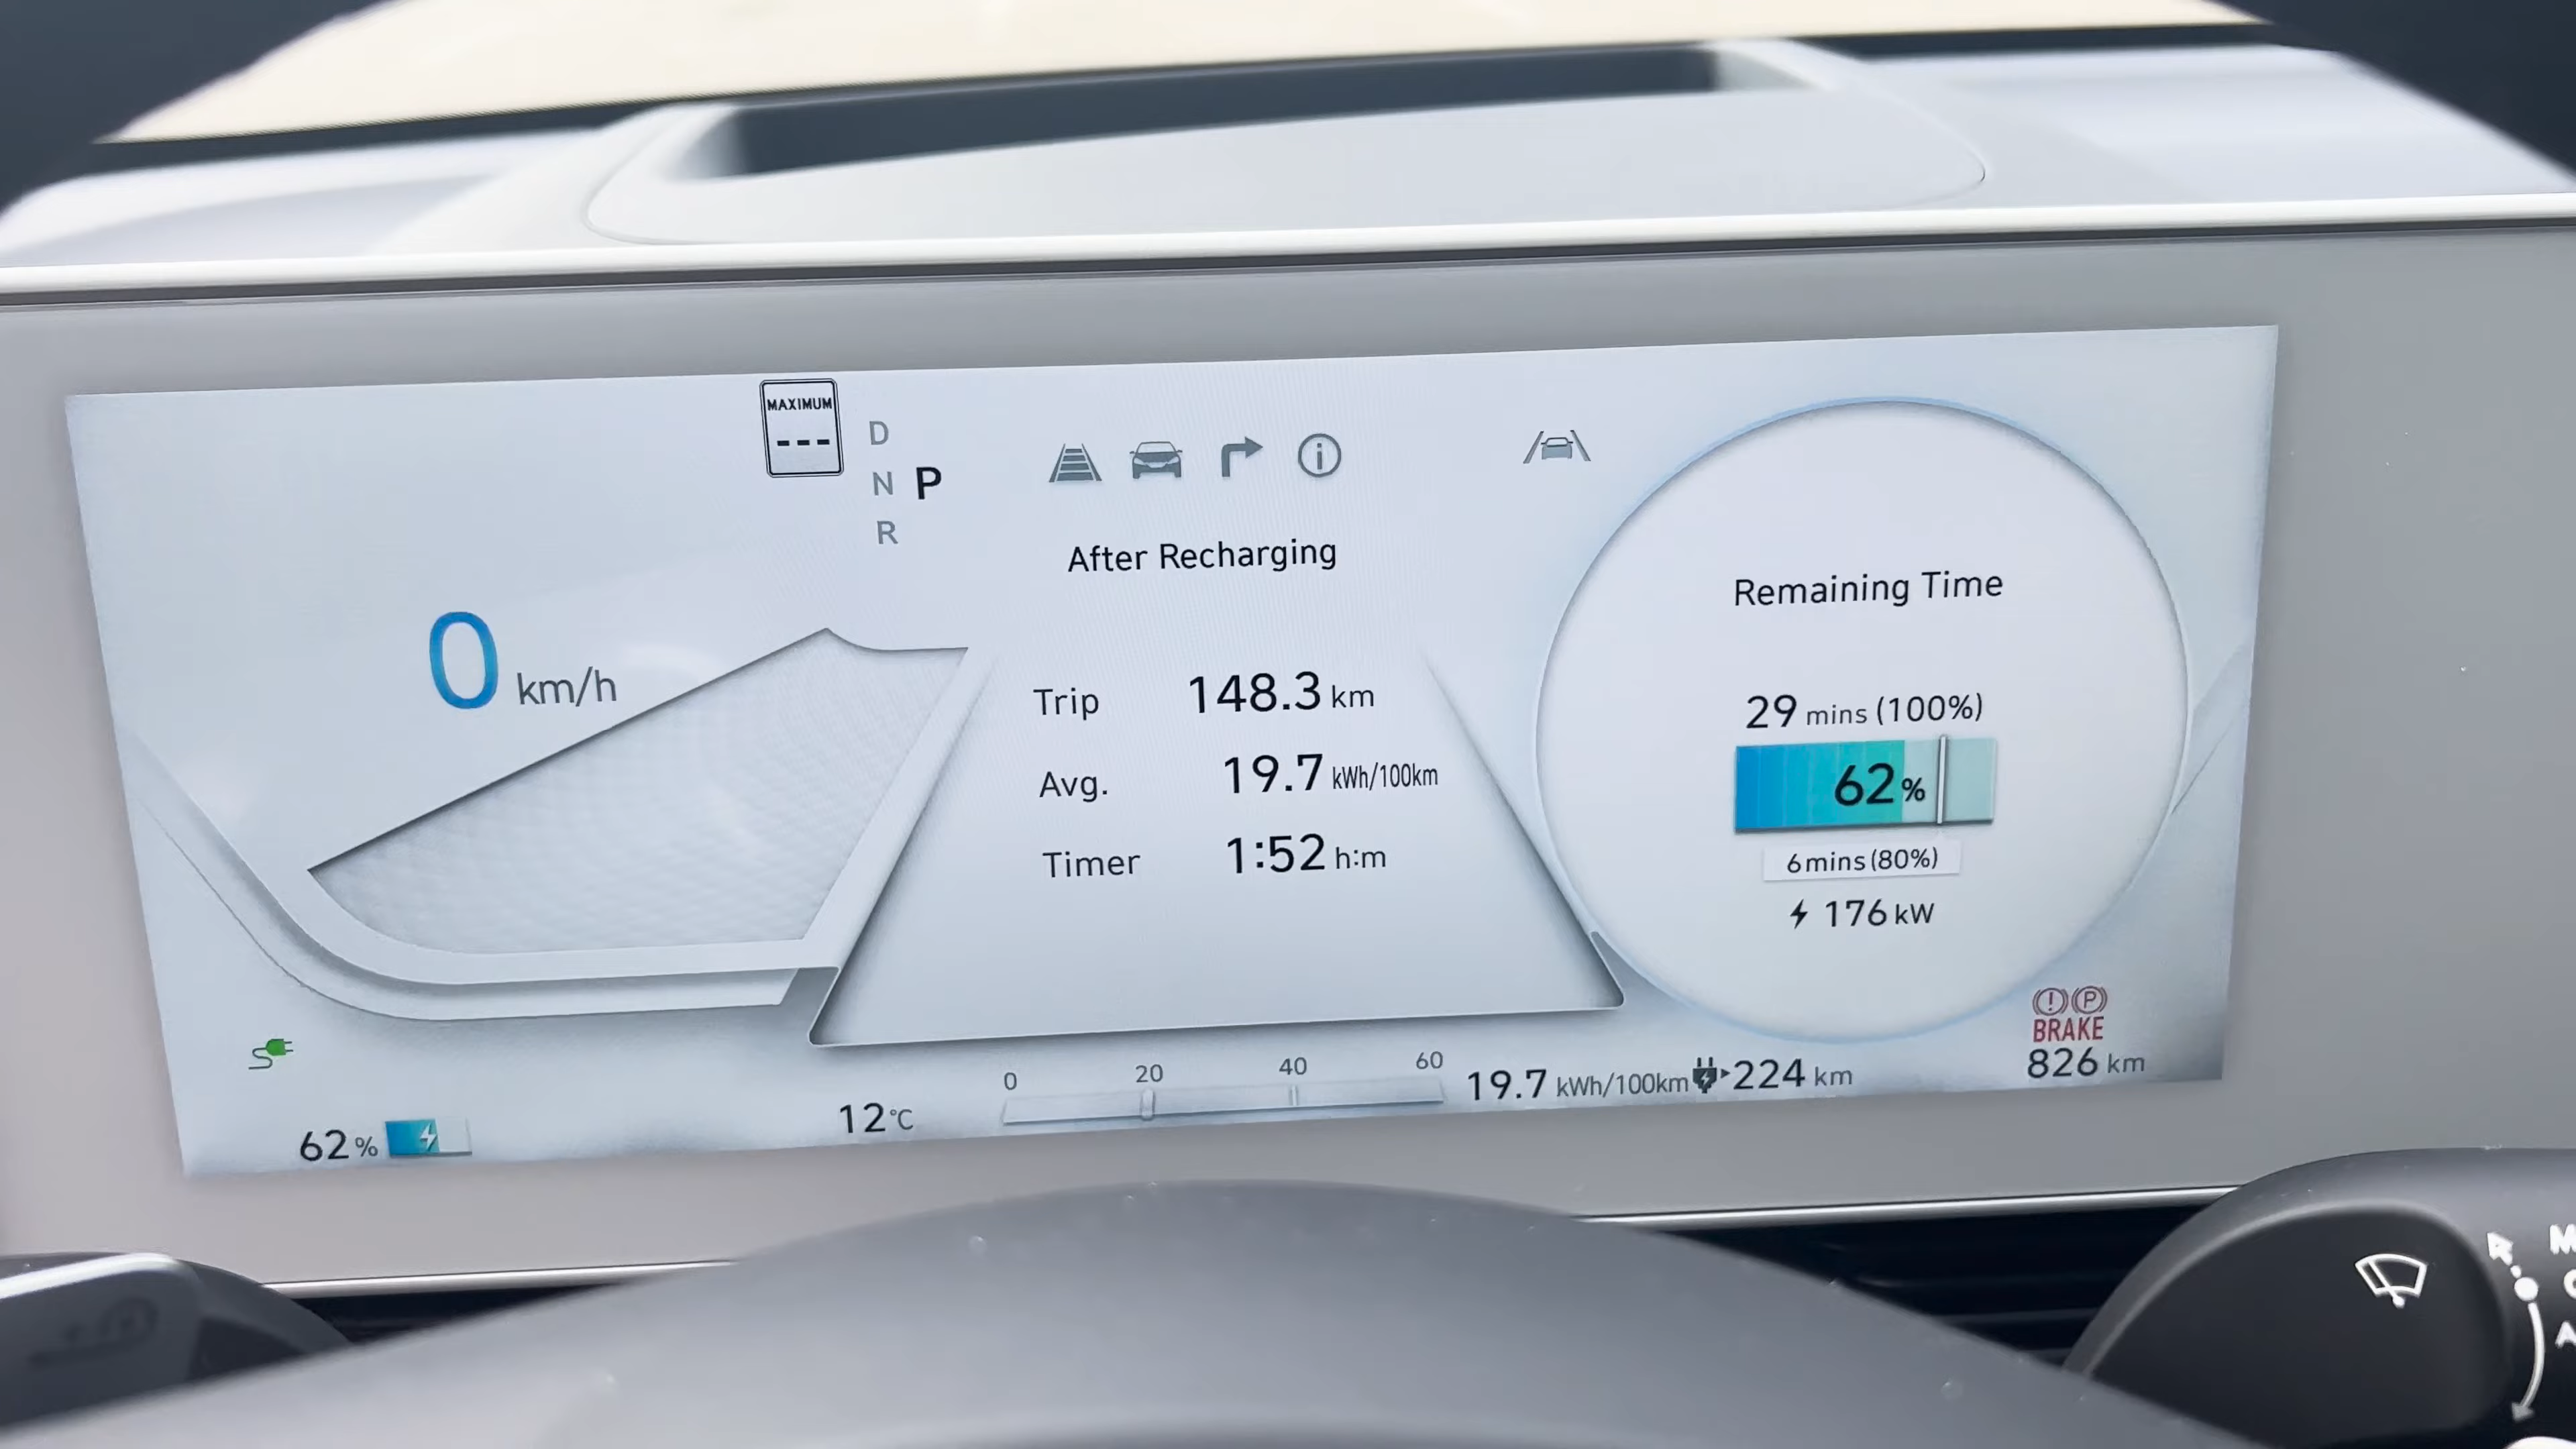 MAXIMUM
---
D
N P
R
After Recharging
0 km/h
Trip 148.3 km
Avg. 19.7 kWh/100km
Timer 1:52 h:m
Remaining Time
29 mins (100%)
62%
6mins(80%)
176 kW
BRAKE
826 km
62%
12°C
0 20 40 60
19.7 kWh/100km
224 km